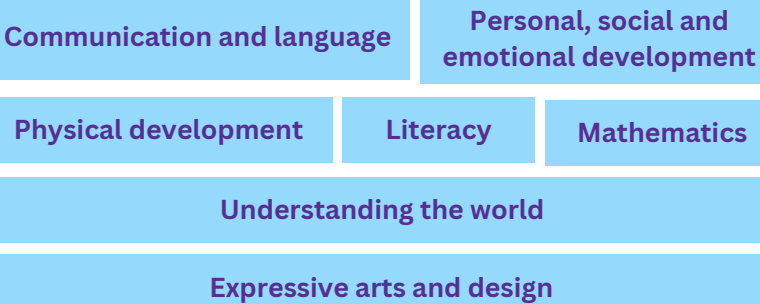 Communication and language
Personal, social and
emotional development
Physical development
Literacy
Mathematics
Understanding the world
Expressive arts and design